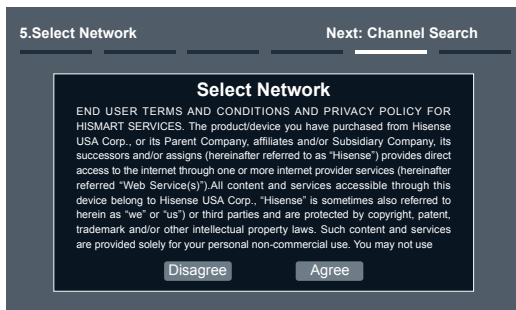 5.Select Network Next: Channel Search
Select Network
END USER TERMS AND CONDITIONS AND PRIVACY POLICY FOR
HISMART SERVICES. The product/device you have purchased from Hisense
USA Corp., or its Parent Company, affiliates and/or Subsidiary Company, its
successors and/or assigns (hereinafter referred to as “Hisense”) provides direct
access to the internet through one or more internet provider services (hereinafter
referred “Web Service(s)”).All content and services accessible through this
device belong to Hisense USA Corp., “Hisense” is sometimes also referred to
herein as “we” or “us”) or third parties and are protected by copyright, patent,
trademark and/or other intellectual property laws. Such content and services
are provided solely for your personal non-commercial use. You may not use
Disagree Agree